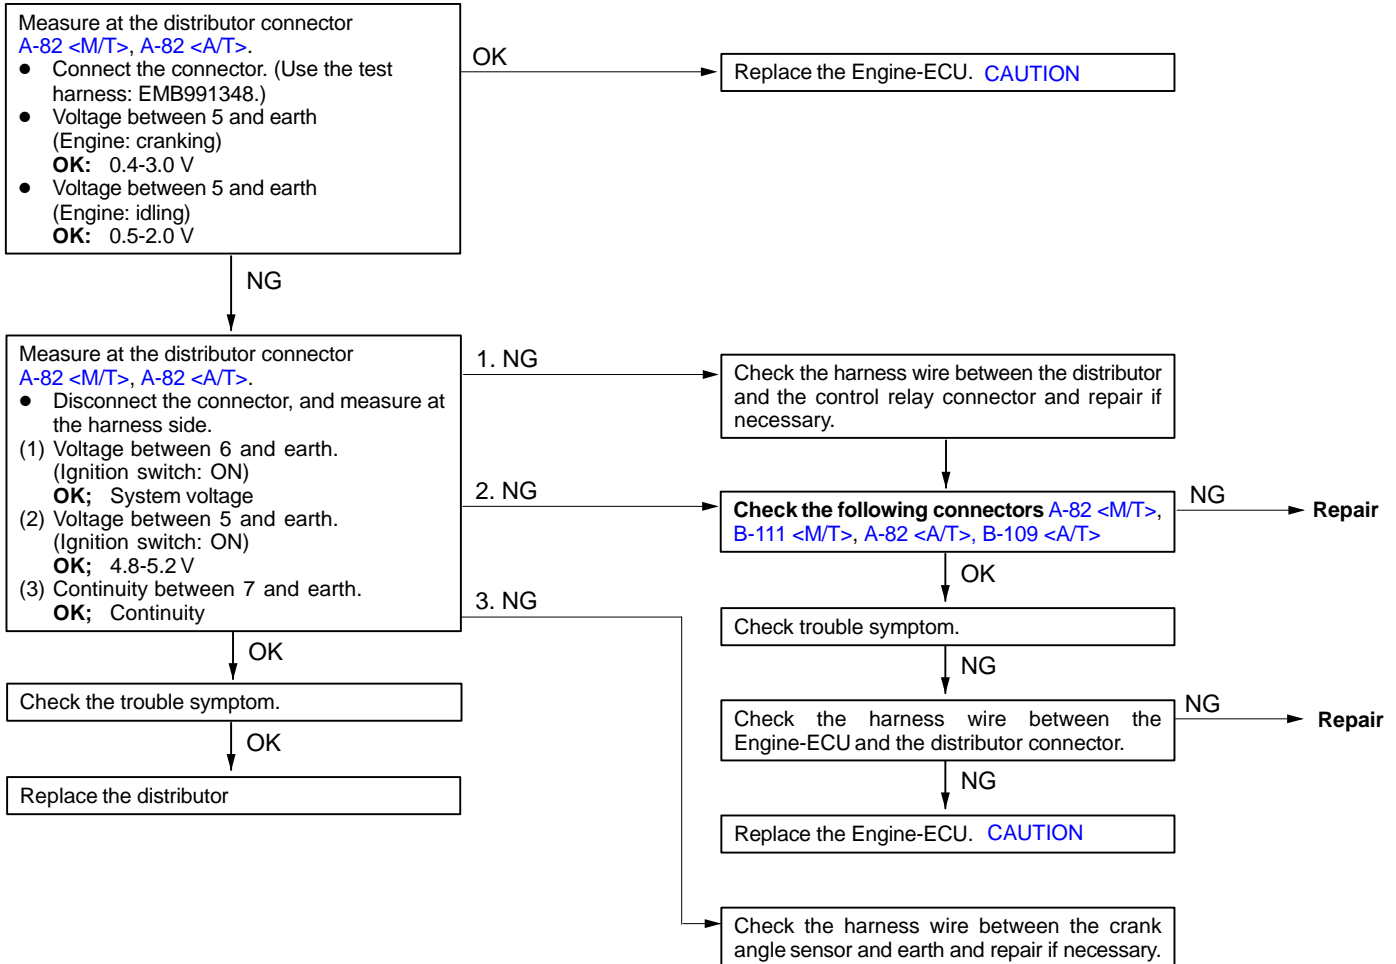 Measure at the distributor connector
A-82 <M/T>, A-82 <A/T>.
● Connect the connector. (Use the test
harness: EMB991348.)
● Voltage between 5 and earth
(Engine: cranking)
OK: 0.4-3.0 V
● Voltage between 5 and earth
(Engine: idling)
OK: 0.5-2.0 V
OK
Replace the Engine-ECU. CAUTION
NG
Measure at the distributor connector
A-82 <M/T>, A-82 <A/T>.
● Disconnect the connector, and measure at
the harness side.
(1) Voltage between 6 and earth.
(Ignition switch: ON)
OK; System voltage
(2) Voltage between 5 and earth.
(Ignition switch: ON)
OK; 4.8-5.2 V
(3) Continuity between 7 and earth.
OK; Continuity
1. NG
Check the harness wire between the distributor
and the control relay connector and repair if
necessary.
2. NG
Check the following connectors A-82 <M/T>,
B-111 <M/T>, A-82 <A/T>, B-109 <A/T>
NG
Repair
OK
3. NG
Check trouble symptom.
OK
NG
Check the trouble symptom.
Check the harness wire between the
Engine-ECU and the distributor connector.
NG
Repair
OK
NG
Replace the distributor
Replace the Engine-ECU. CAUTION
Check the harness wire between the crank
angle sensor and earth and repair if necessary.